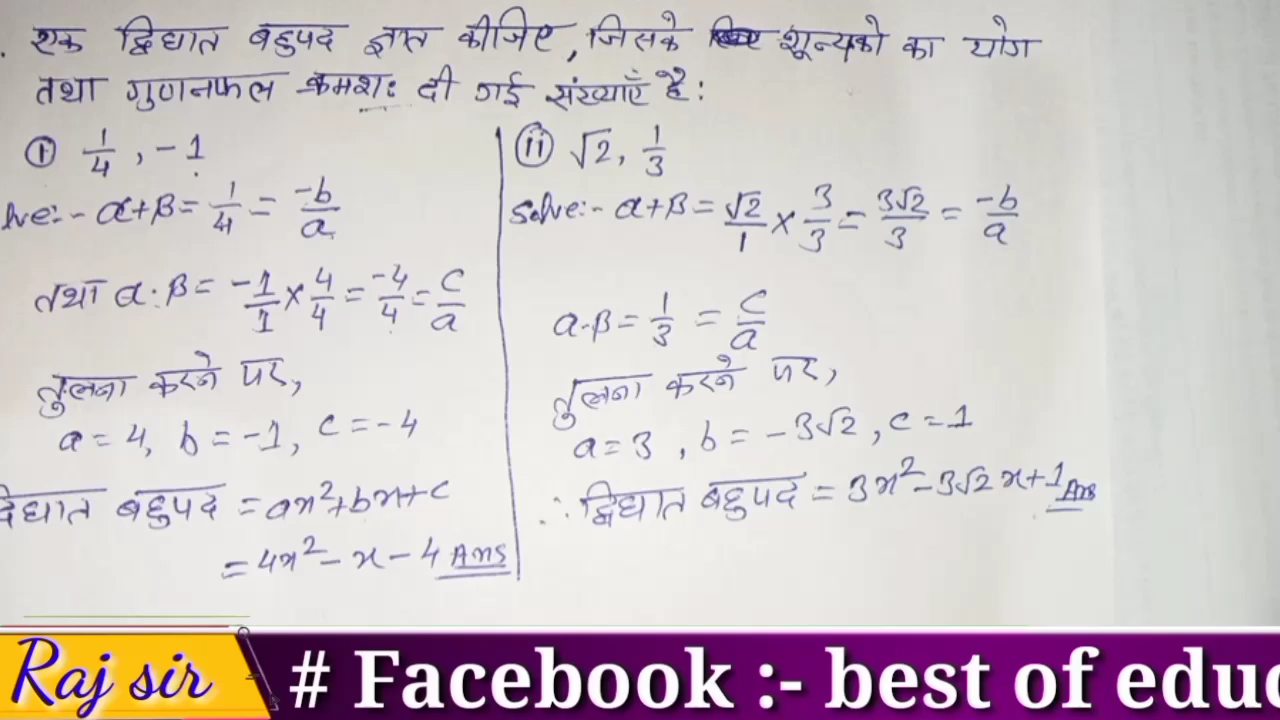 . एक द्विघात बहुपद ज्ञात कीजिए, जिसके शून्यको का योग
तथा गुणनफल क्रमशः दी गई संख्याएँ है :
(i) 1/4, -1
lve:- α+β = 1/4 = -b/a
तथा α.β = -1/1 × 4/4 = -4/4 = c/a
तुलना करने पर,
a = 4, b = -1, c = -4
द्विघात बहुपद = ax²+bx+c
= 4x² - x - 4 Ans
(ii) √2, 1/3
Solve:- α+β = √2/1 × 3/3 = 3√2/3 = -b/a
α.β = 1/3 = c/a
तुलना करने पर,
a = 3, b = -3√2, c = 1
∴ द्विघात बहुपद = 3x² - 3√2 x + 1 Ans
Raj sir
# Facebook :- best of educ